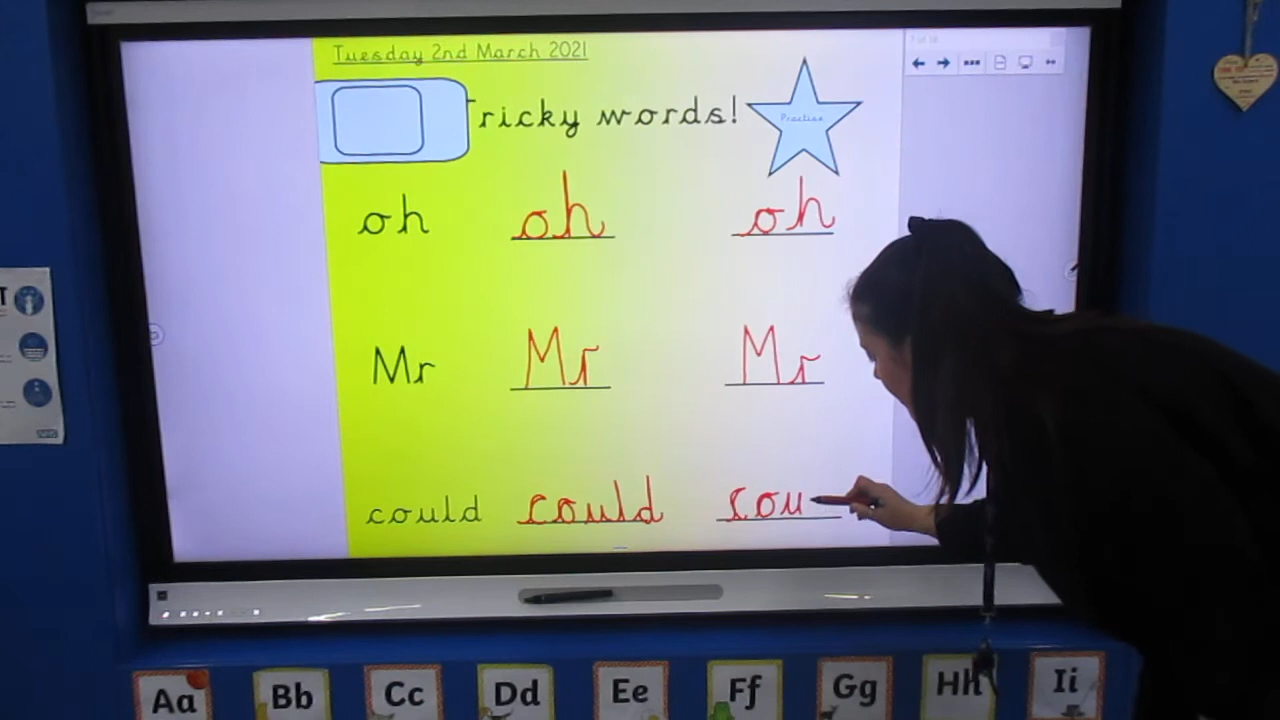 Tuesday 2nd March 2021
Tricky words!
Practise
oh oh oh
Mr Mr Mr
could could cou
Aa Bb Cc Dd Ee Ff Gg Hh Ii